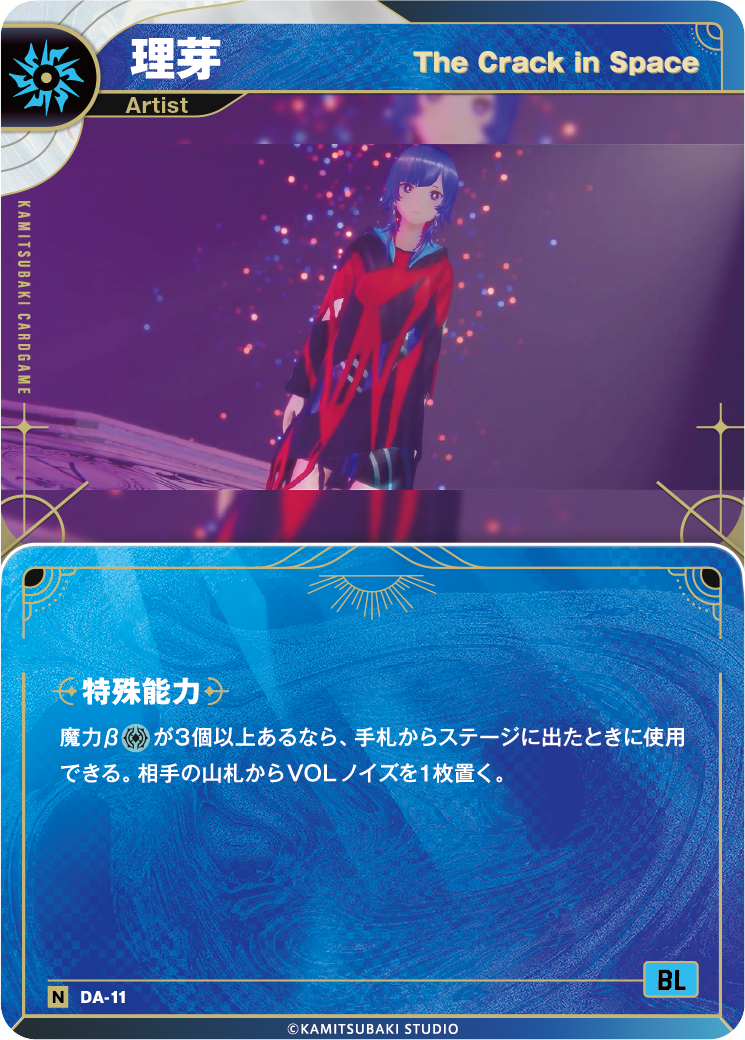 理芽
The Crack in Space
Artist
KAMITSUBAKI CARDGAME
特殊能力
魔力βが3個以上あるなら、手札からステージに出たときに使用
できる。相手の山札からVOLノイズを1枚置く。
BL
N DA-11
©KAMITSUBAKI STUDIO